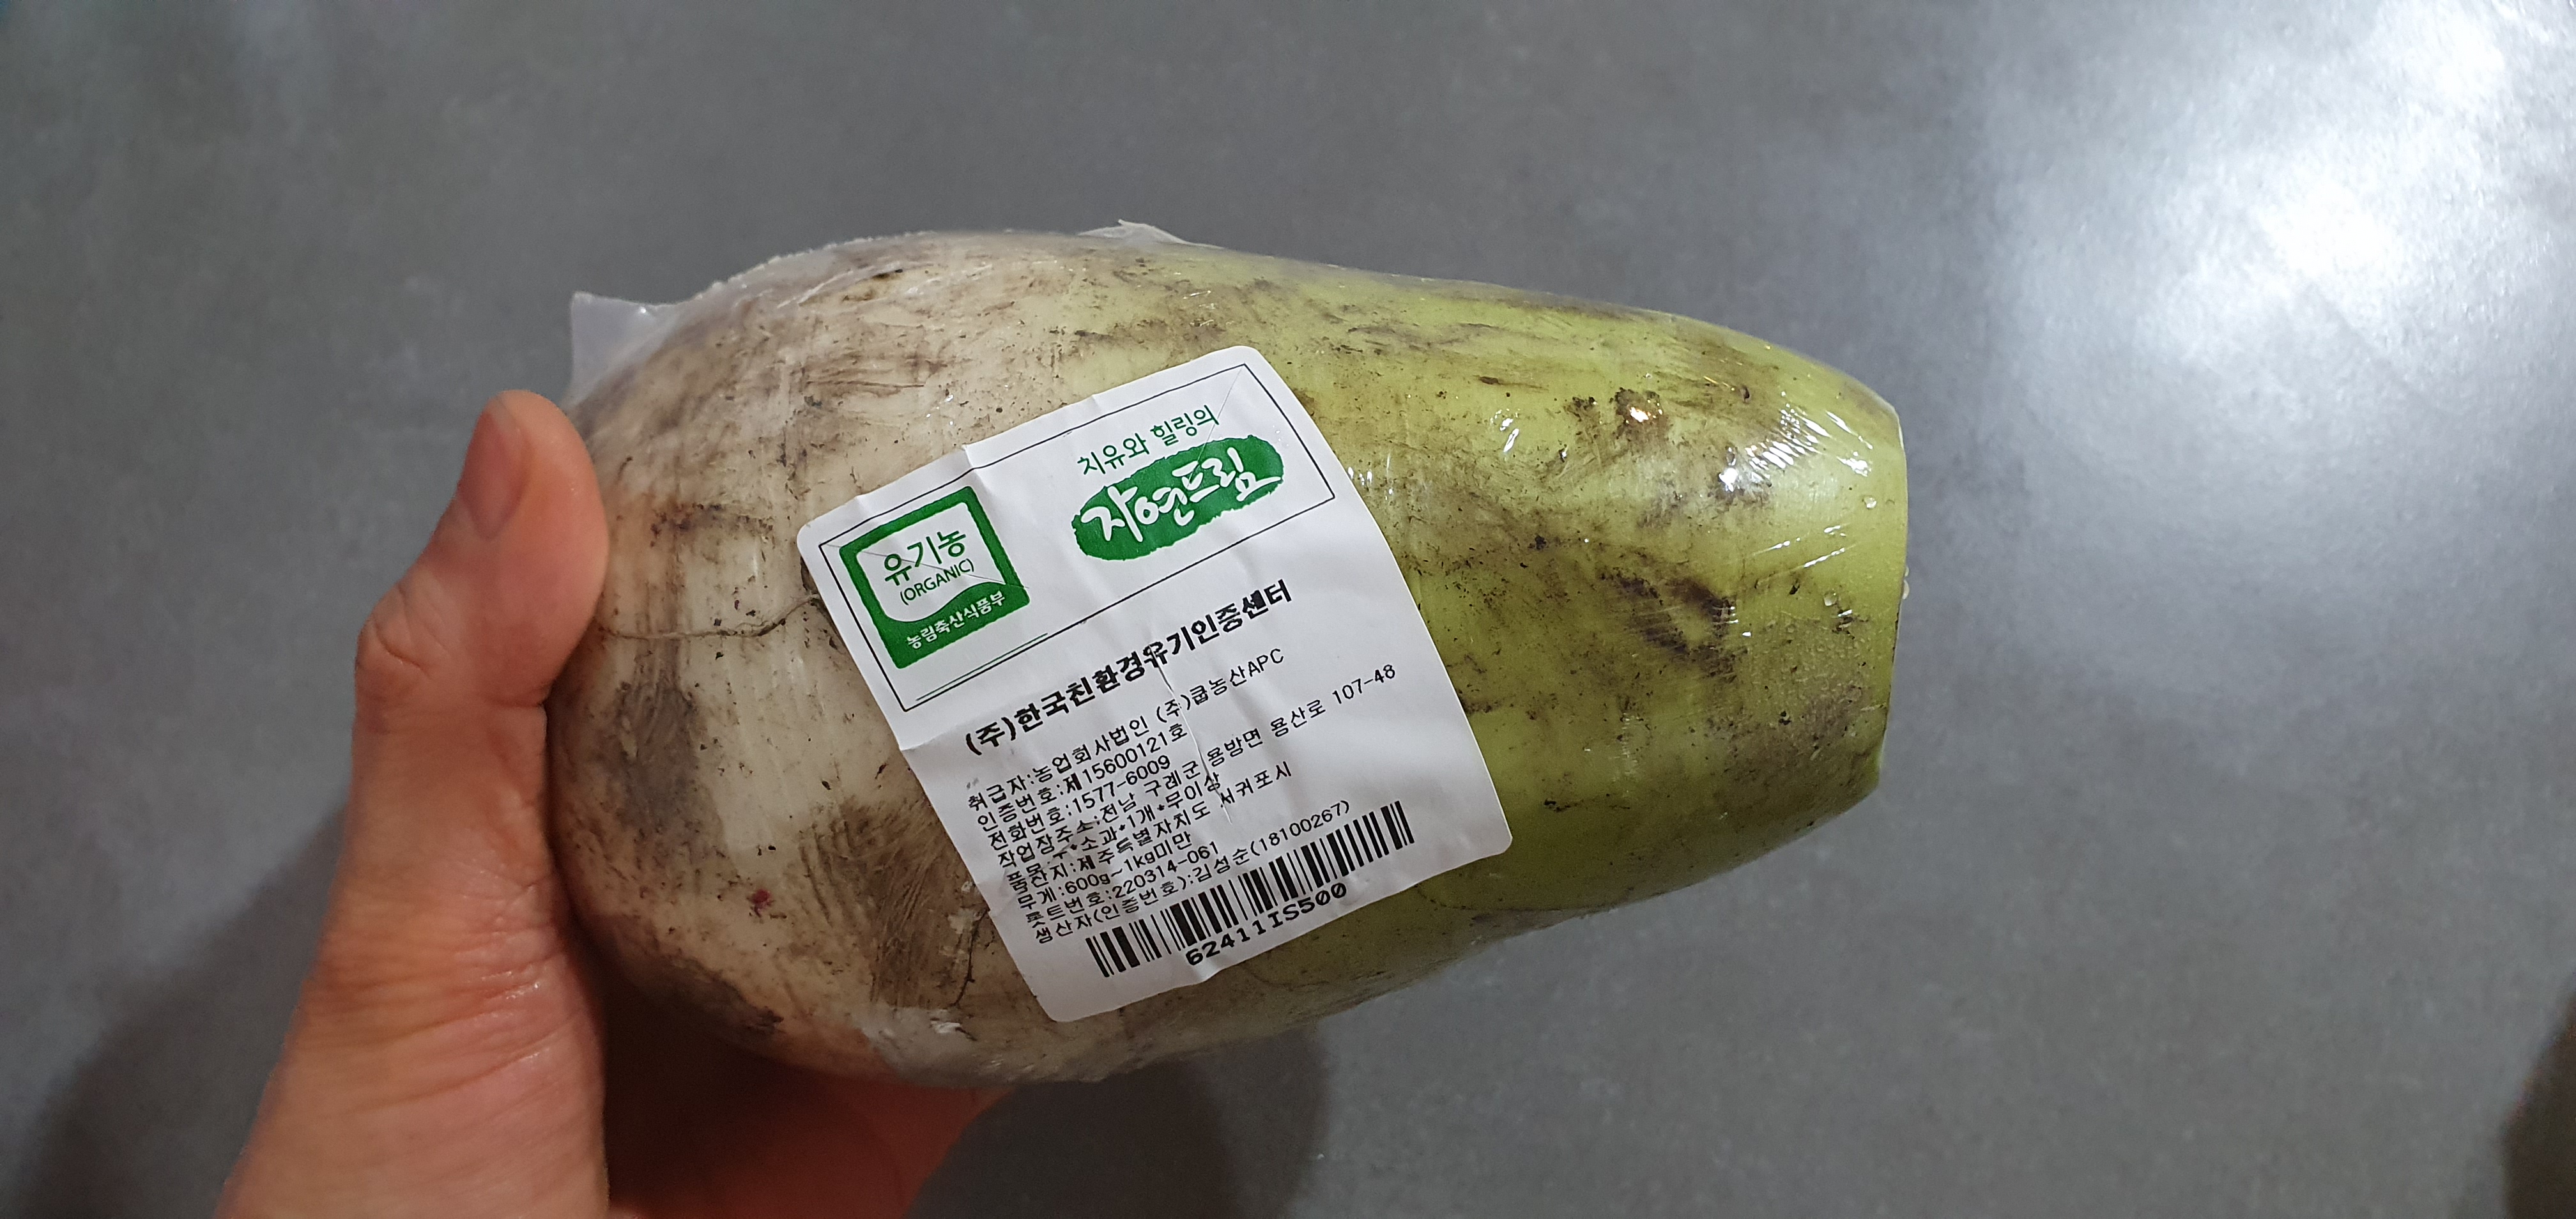 치유와 힐링의
자연드림
유기농
(ORGANIC)
농림축산식품부
(주)한국친환경유기인증센터
취급자:농업회사법인 (주)쿱농산APC
인증번호:제15600121호
전화번호:1577-6009
작업장주소:전남 구례군 용방면 용산로 107-48
품목:무*소과*1개*무이상
산지:제주특별자치도 서귀포시
무게:600g~1kg미만
롯트번호:220314-061
생산자(인증번호):김성순(18100267)
62411IS500